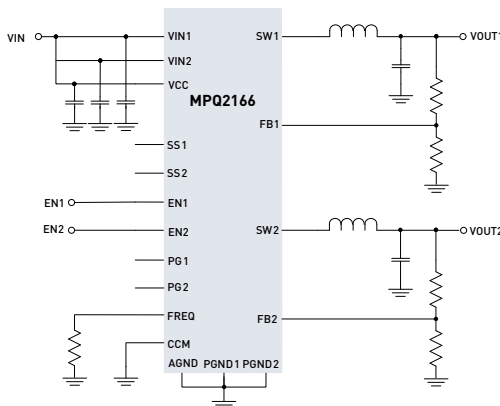 VIN
VIN1
VIN2
VCC
MPQ2166
SS1
SS2
EN1
EN1
EN2
EN2
PG1
PG2
FREQ
CCM
AGND PGND1 PGND2
SW1
VOUT1
FB1
SW2
VOUT2
FB2